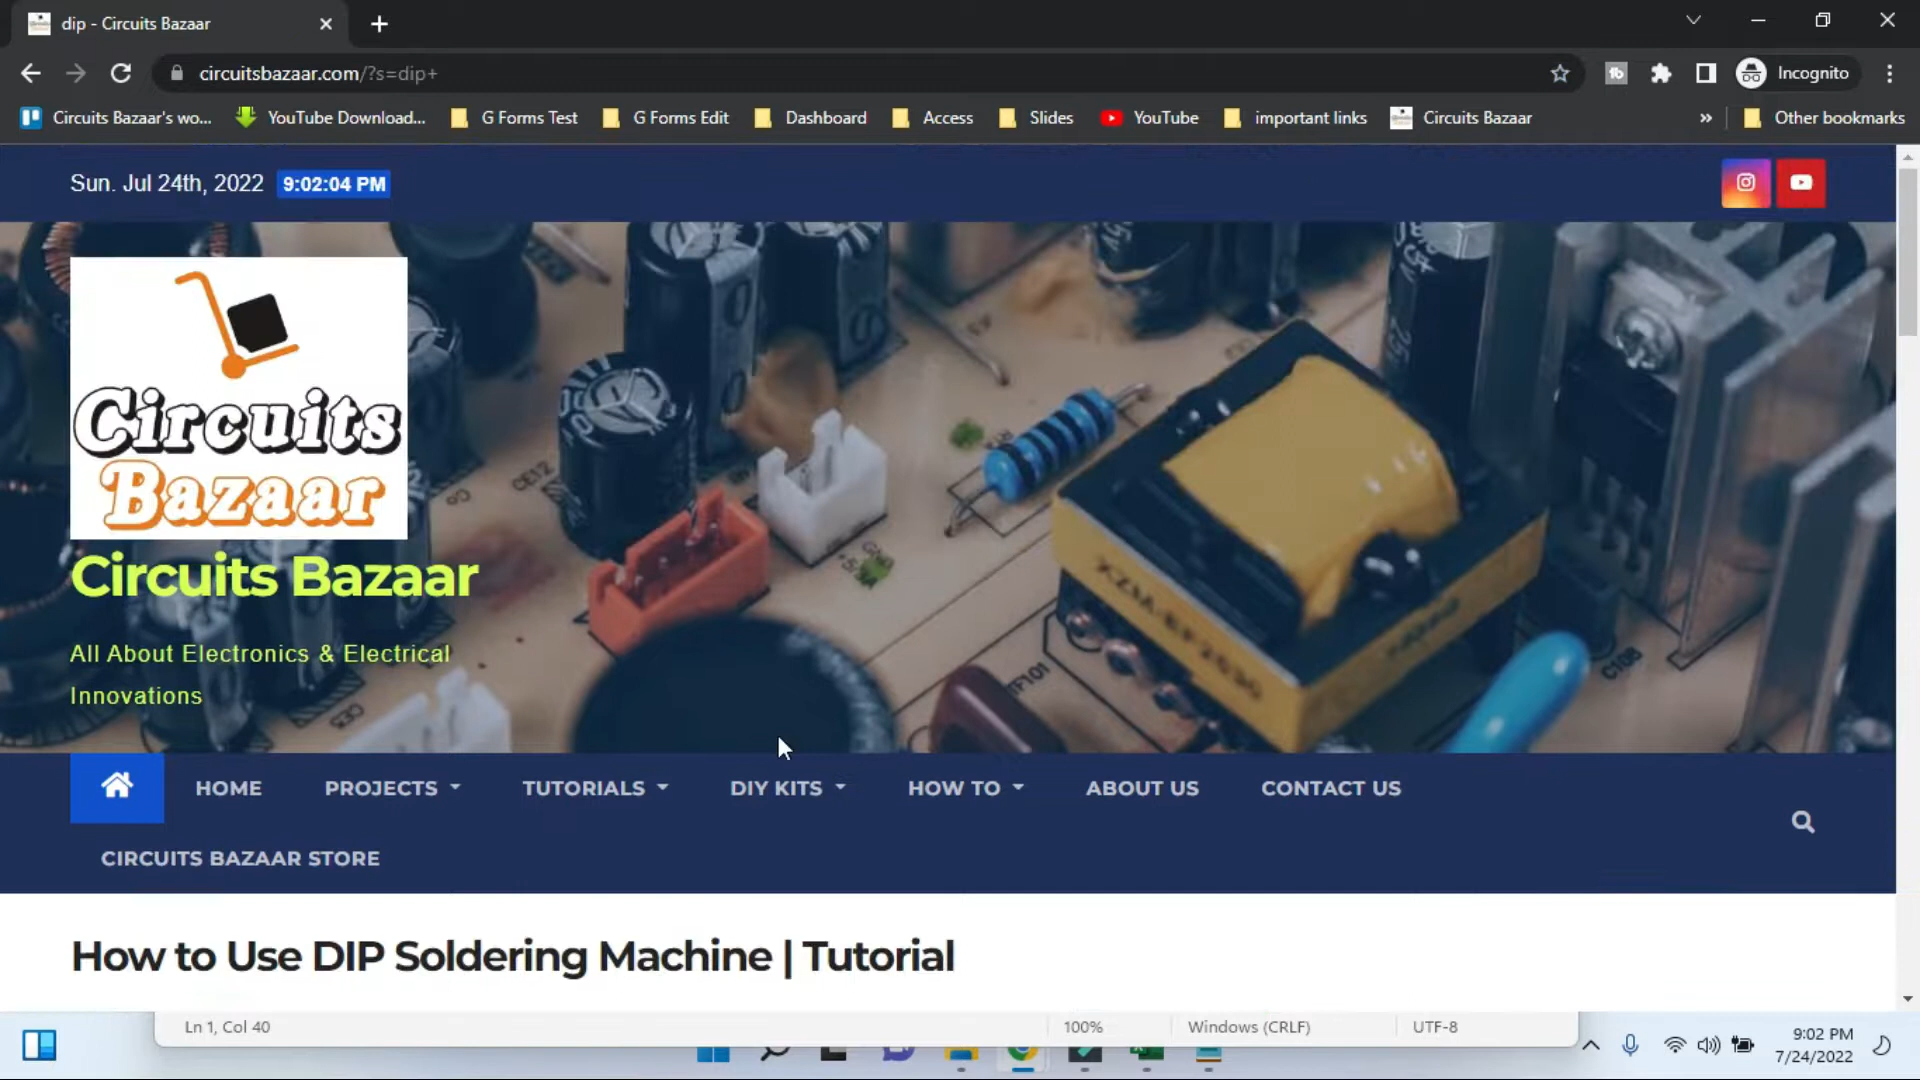 dip - Circuits Bazaar
circuitsbazaar.com/?s=dip+
Incognito
Circuits Bazaar's wo...
YouTube Download...
G Forms Test
G Forms Edit
Dashboard
Access
Slides
YouTube
important links
Circuits Bazaar
»
Other bookmarks
Sun. Jul 24th, 2022 9:02:04 PM
Circuits
Bazaar
Circuits Bazaar
All About Electronics & Electrical
Innovations
CE12
IF101
C108
HOME PROJECTS TUTORIALS DIY KITS HOW TO ABOUT US CONTACT US
CIRCUITS BAZAAR STORE
How to Use DIP Soldering Machine | Tutorial
Ln 1, Col 40 100% Windows (CRLF) UTF-8
9:02 PM
7/24/2022